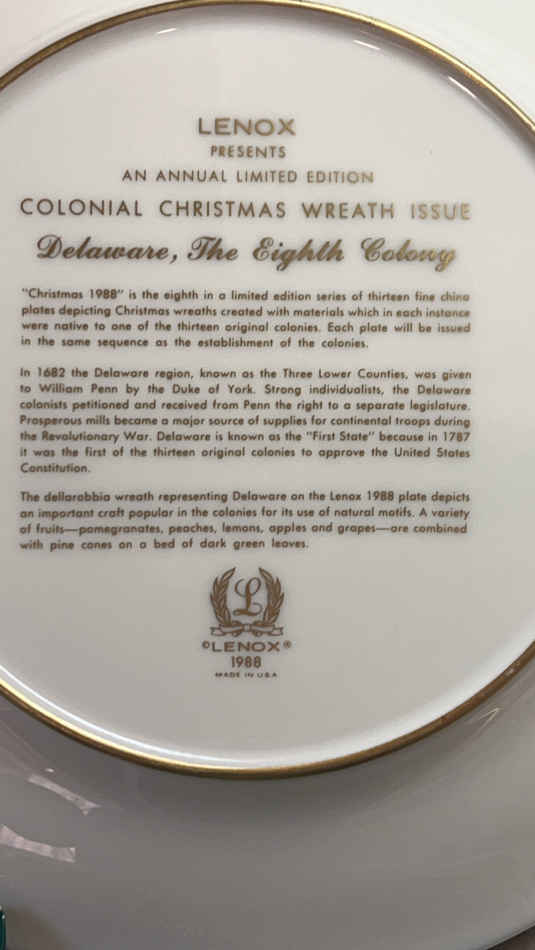 LENOX
PRESENTS
AN ANNUAL LIMITED EDITION
COLONIAL CHRISTMAS WREATH ISSUE
Delaware, The Eighth Colony
"Christmas 1988" is the eighth in a limited edition series of thirteen fine china
plates depicting Christmas wreaths created with materials which in each instance
were native to one of the thirteen original colonies. Each plate will be issued
in the same sequence as the establishment of the colonies.
In 1682 the Delaware region, known as the Three Lower Counties, was given
to William Penn by the Duke of York. Strong individualists, the Delaware
colonists petitioned and received from Penn the right to a separate legislature.
Prosperous mills became a major source of supplies for continental troops during
the Revolutionary War. Delaware is known as the "First State" because in 1787
it was the first of the thirteen original colonies to approve the United States
Constitution.
The dellarobbia wreath representing Delaware on the Lenox 1988 plate depicts
an important craft popular in the colonies for its use of natural motifs. A variety
of fruits—pomegranates, peaches, lemons, apples and grapes—are combined
with pine cones on a bed of dark green leaves.
L
©LENOX®
1988
MADE IN USA